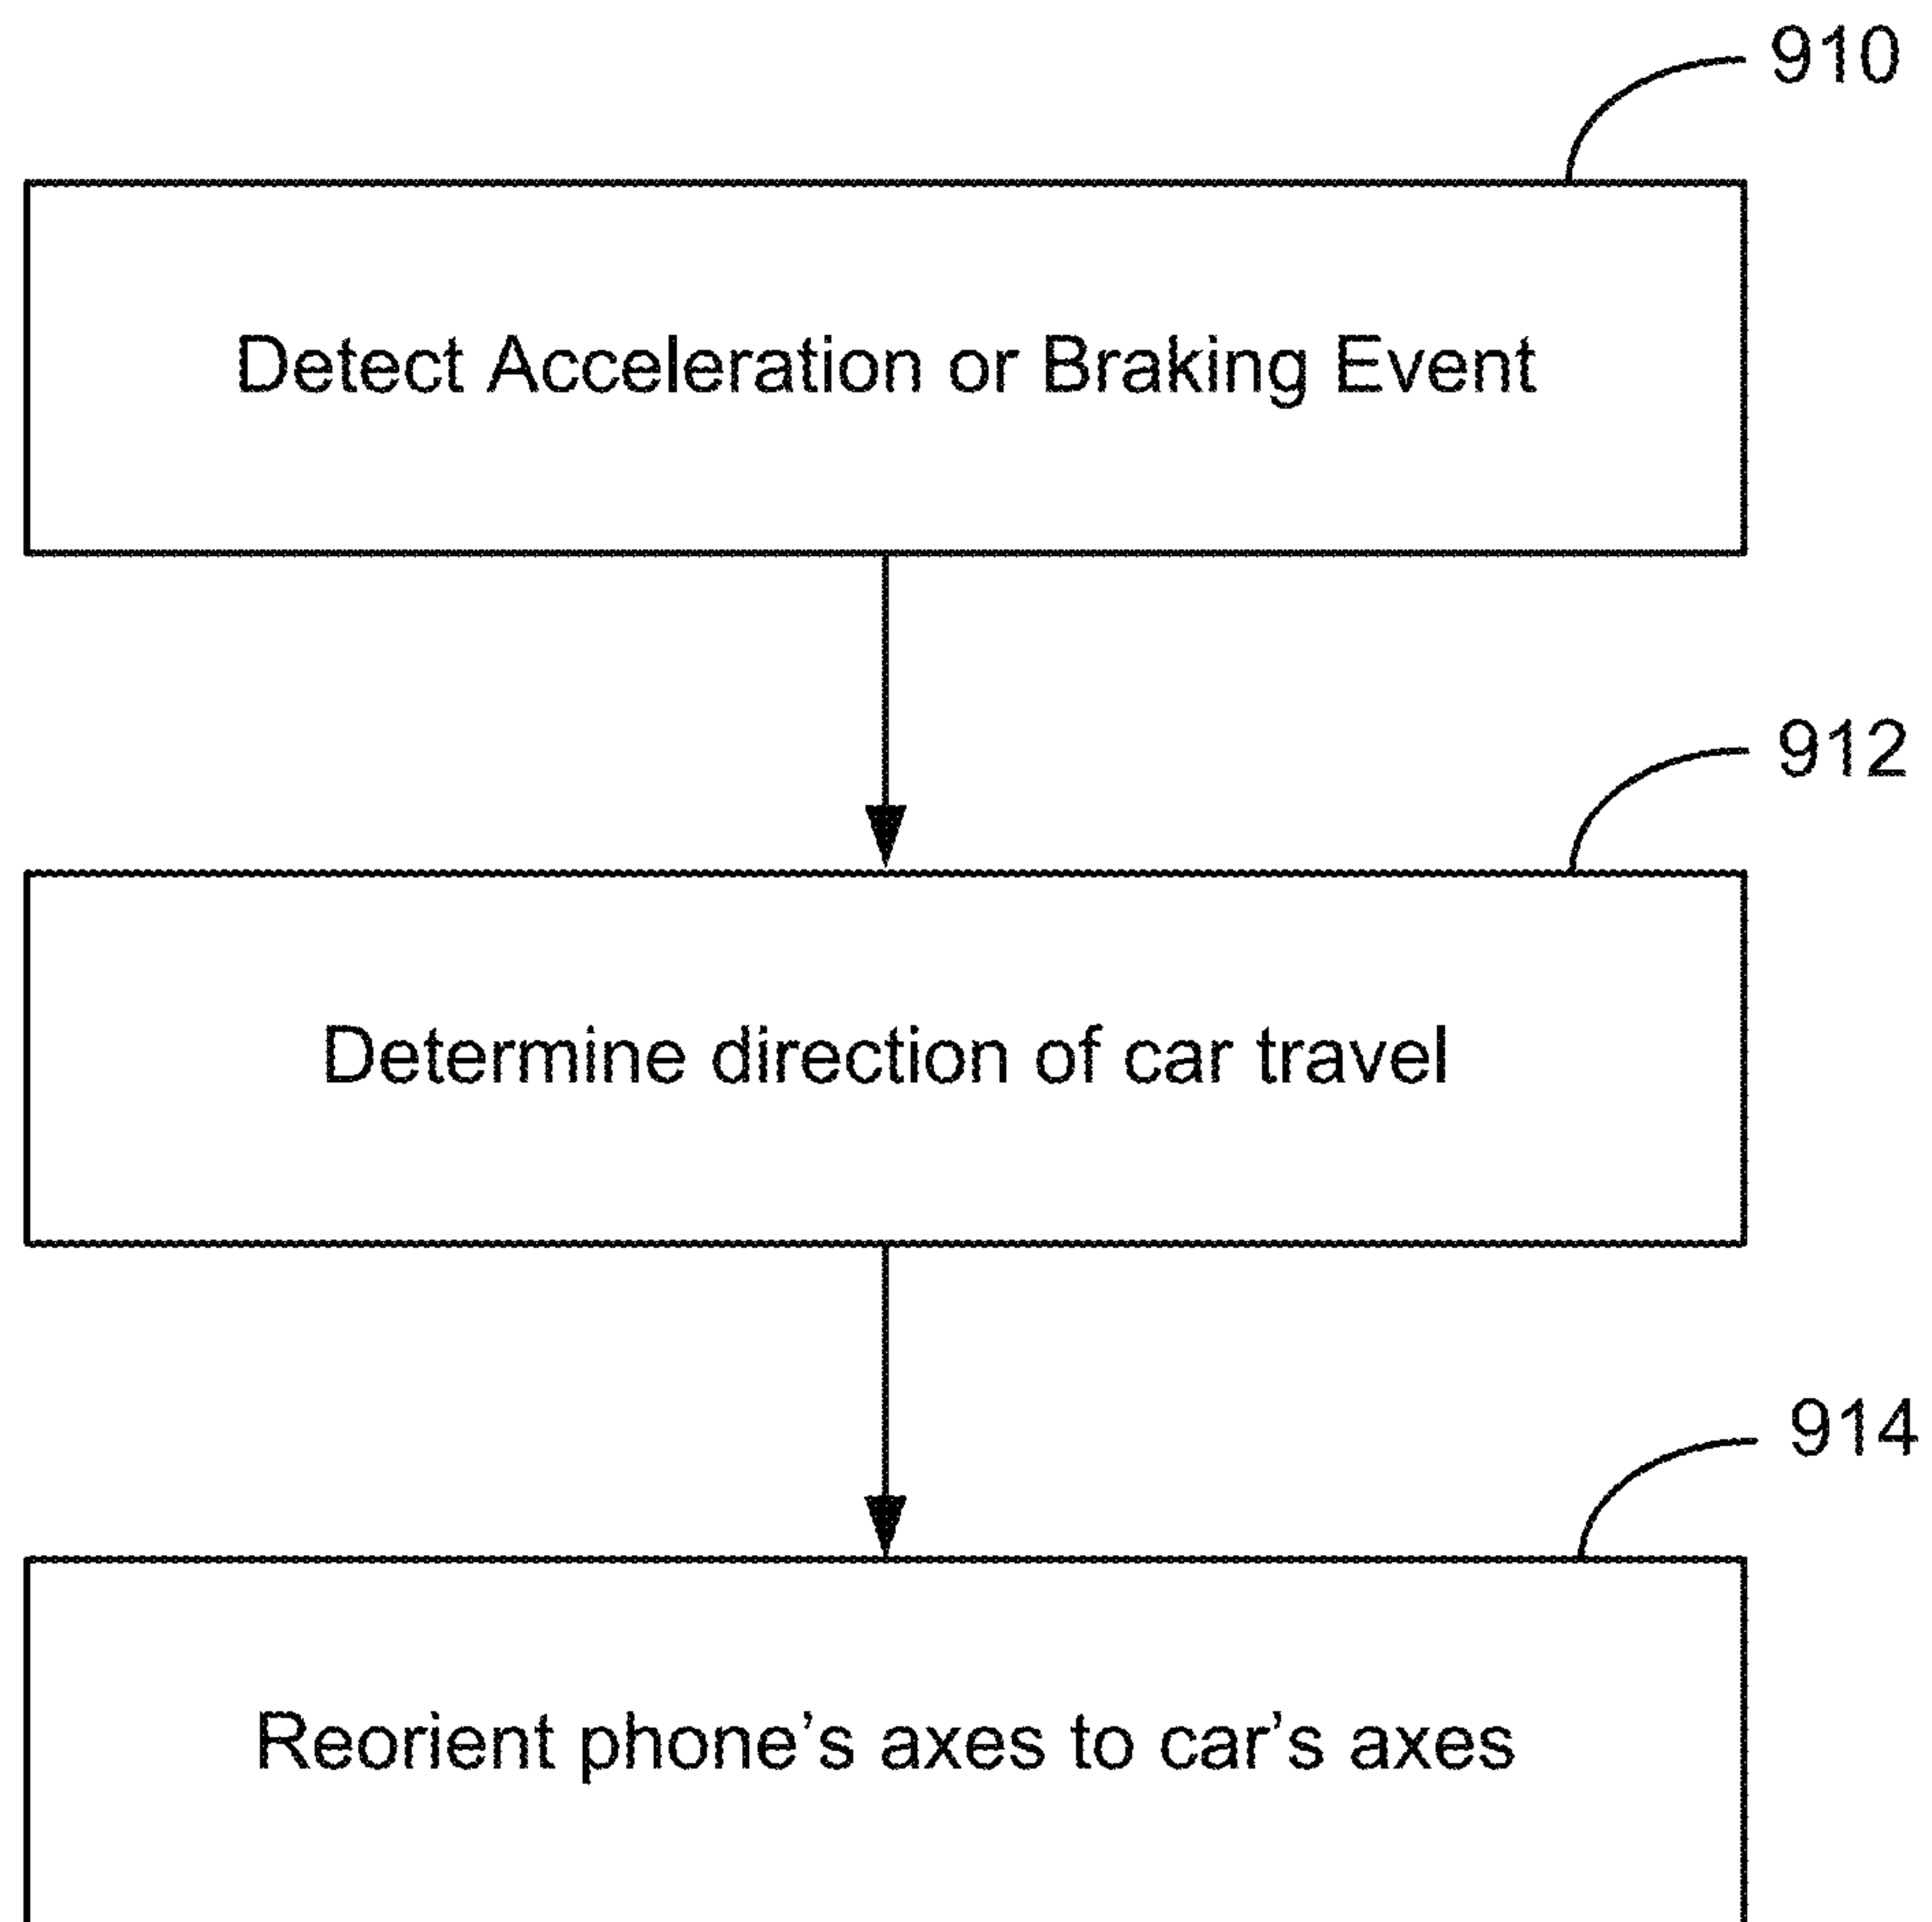 910
Detect Acceleration or Braking Event
912
Determine direction of car travel
914
Reorient phone’s axes to car’s axes